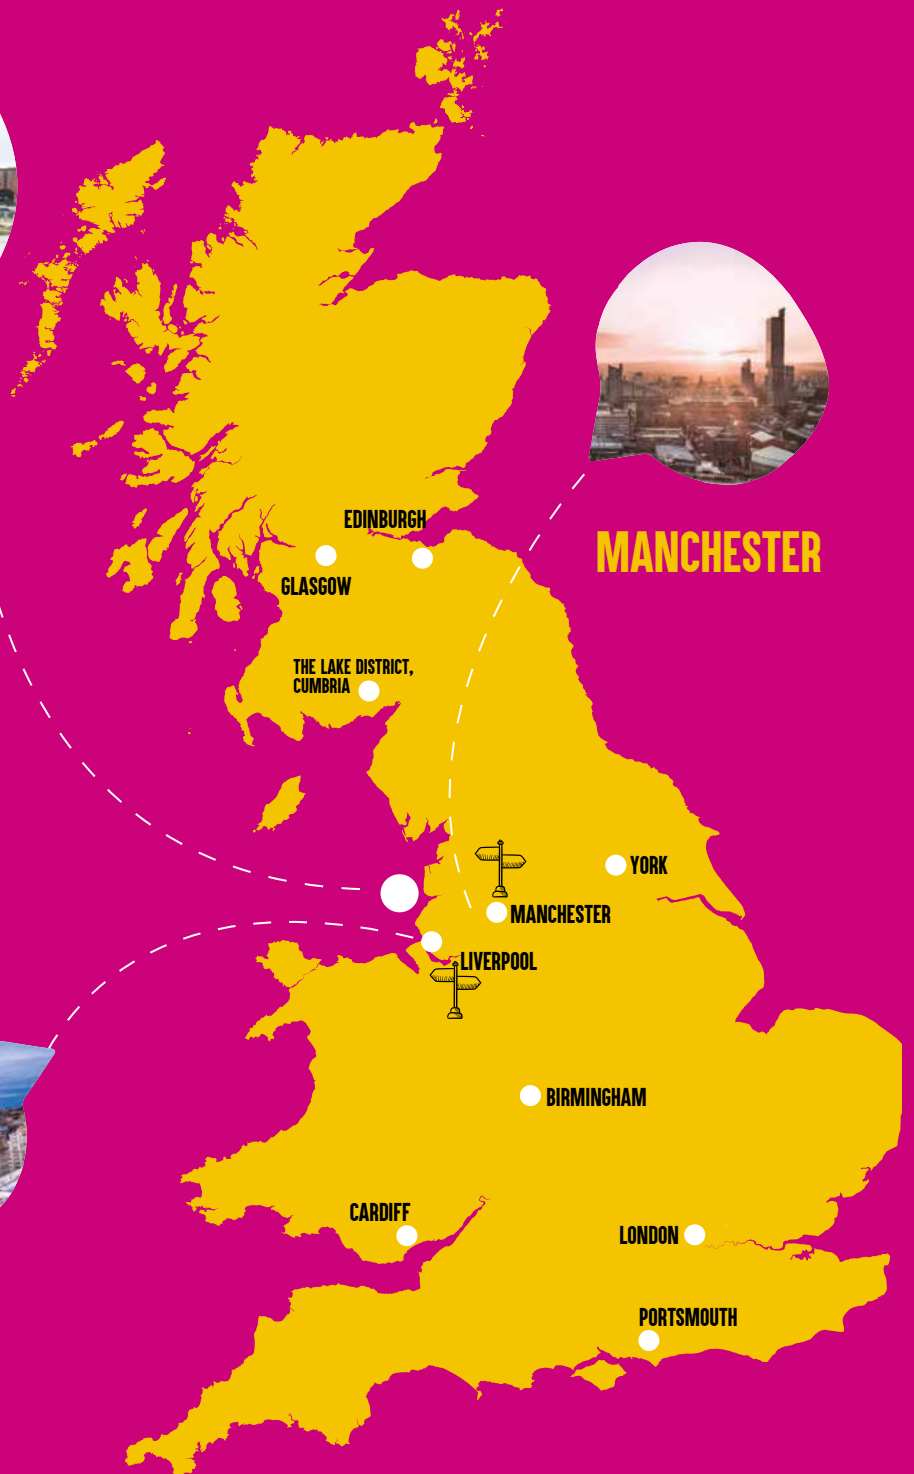 EDINBURGH
MANCHESTER
GLASGOW
THE LAKE DISTRICT,
CUMBRIA
YORK
MANCHESTER
LIVERPOOL
BIRMINGHAM
CARDIFF
LONDON
PORTSMOUTH